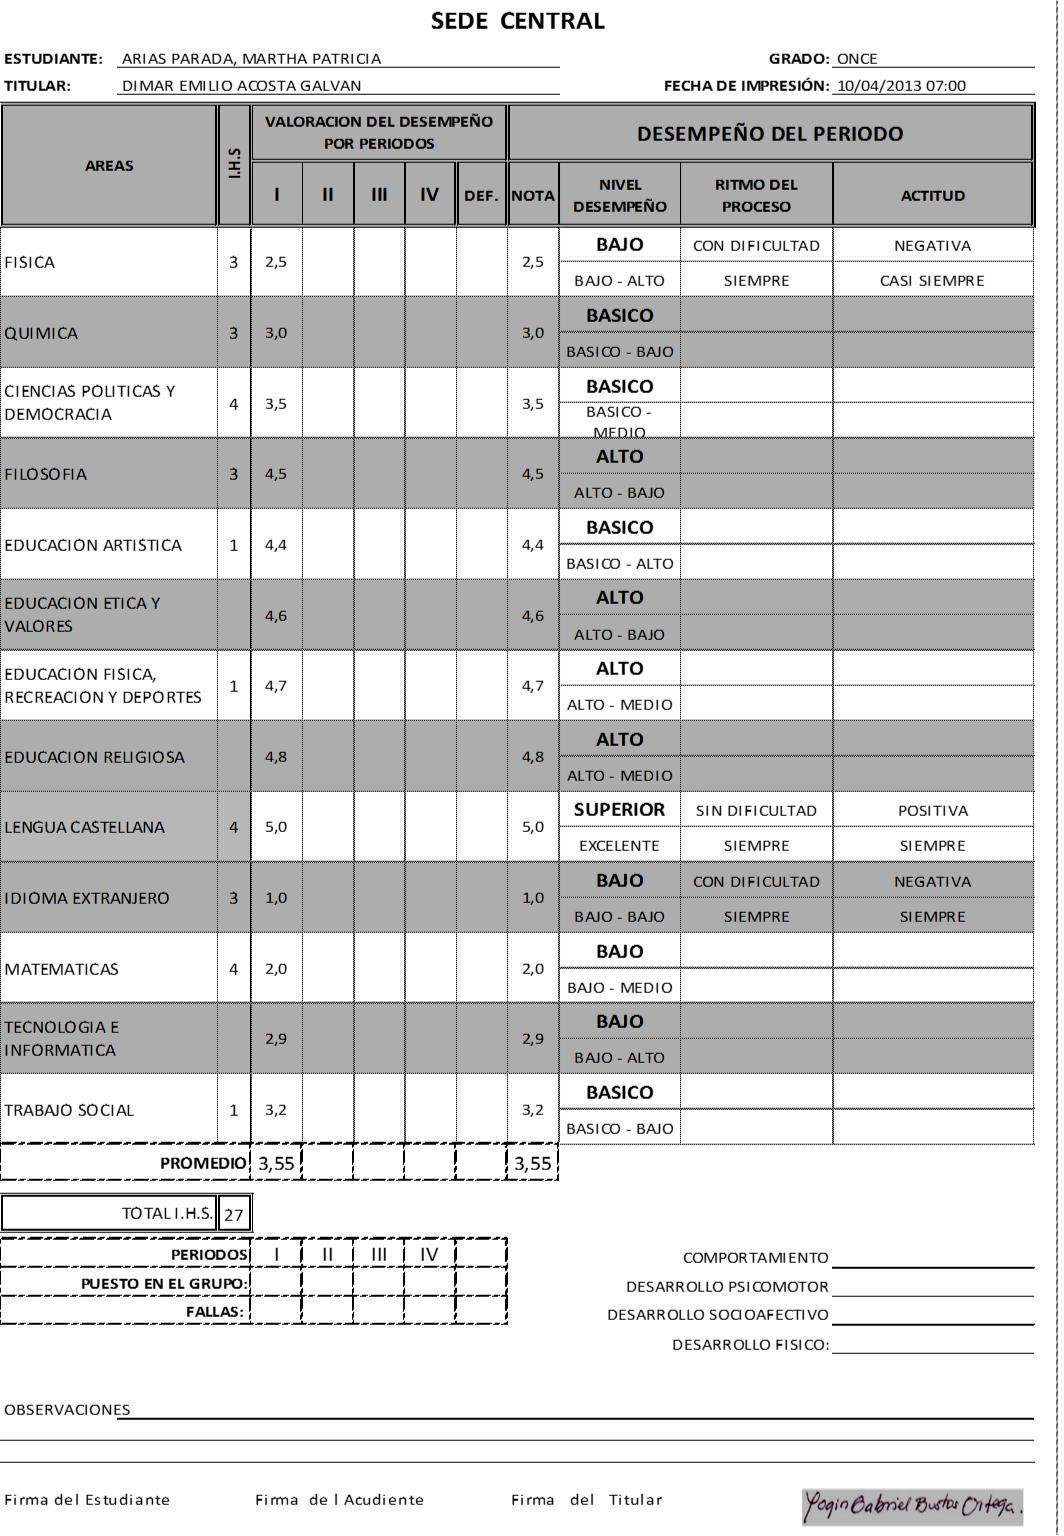 SEDE CENTRAL
ESTUDIANTE: ARIAS PARADA, MARTHA PATRICIA GRADO: ONCE
TITULAR: DIMAR EMILIO ACOSTA GALVAN FECHA DE IMPRESIÓN: 10/04/2013 07:00
AREAS I.H.S VALORACION DEL DESEMPEÑO POR PERIODOS DESEMPEÑO DEL PERIODO
I II III IV DEF. NOTA NIVEL DESEMPEÑO RITMO DEL PROCESO ACTITUD
FISICA 3 2,5 2,5 BAJO CON DIFICULTAD NEGATIVA
BAJO - ALTO SIEMPRE CASI SIEMPRE
QUIMICA 3 3,0 3,0 BASICO
BASICO - BAJO
CIENCIAS POLITICAS Y DEMOCRACIA 4 3,5 3,5 BASICO
BASICO - MEDIO
FILOSOFIA 3 4,5 4,5 ALTO
ALTO - BAJO
EDUCACION ARTISTICA 1 4,4 4,4 BASICO
BASICO - ALTO
EDUCACION ETICA Y VALORES 4,6 4,6 ALTO
ALTO - BAJO
EDUCACION FISICA, RECREACION Y DEPORTES 1 4,7 4,7 ALTO
ALTO - MEDIO
EDUCACION RELIGIOSA 4,8 4,8 ALTO
ALTO - MEDIO
LENGUA CASTELLANA 4 5,0 5,0 SUPERIOR SIN DIFICULTAD POSITIVA
EXCELENTE SIEMPRE SIEMPRE
IDIOMA EXTRANJERO 3 1,0 1,0 BAJO CON DIFICULTAD NEGATIVA
BAJO - BAJO SIEMPRE SIEMPRE
MATEMATICAS 4 2,0 2,0 BAJO
BAJO - MEDIO
TECNOLOGIA E INFORMATICA 2,9 2,9 BAJO
BAJO - ALTO
TRABAJO SOCIAL 1 3,2 3,2 BASICO
BASICO - BAJO
PROMEDIO 3,55 3,55
TOTAL I.H.S. 27
PERIODOS I II III IV
PUESTO EN EL GRUPO:
FALLAS:
COMPORTAMIENTO
DESARROLLO PSICOMOTOR
DESARROLLO SOCIOAFECTIVO
DESARROLLO FISICO:
OBSERVACIONES
Firma del Estudiante Firma de l Acudiente Firma del Titular Yogin Gabriel Bustos Ortega.